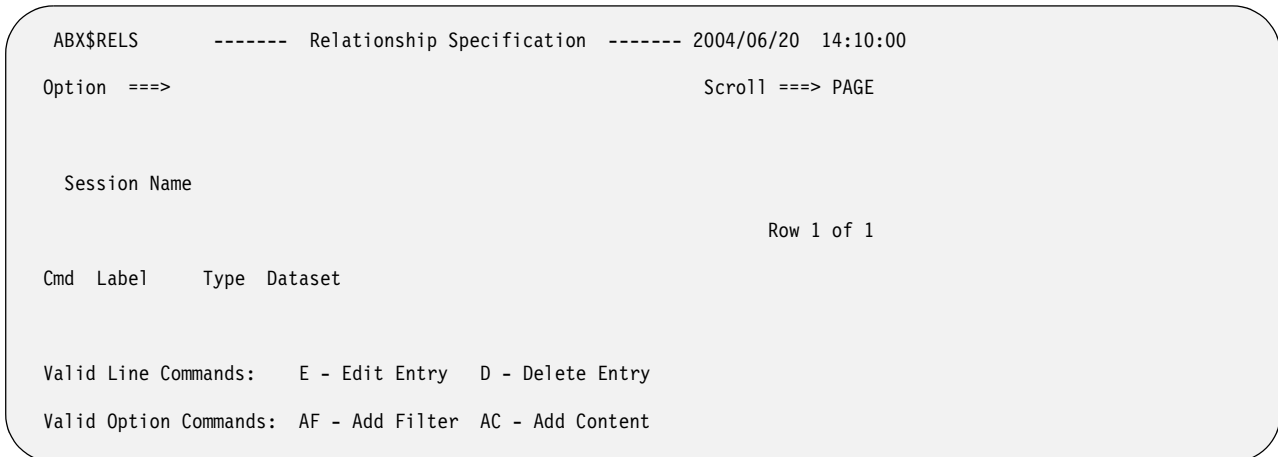 ABX$RELS ------- Relationship Specification ------- 2004/06/20 14:10:00
Option ===> Scroll ===> PAGE
Session Name
Row 1 of 1
Cmd Label Type Dataset
Valid Line Commands: E - Edit Entry D - Delete Entry
Valid Option Commands: AF - Add Filter AC - Add Content